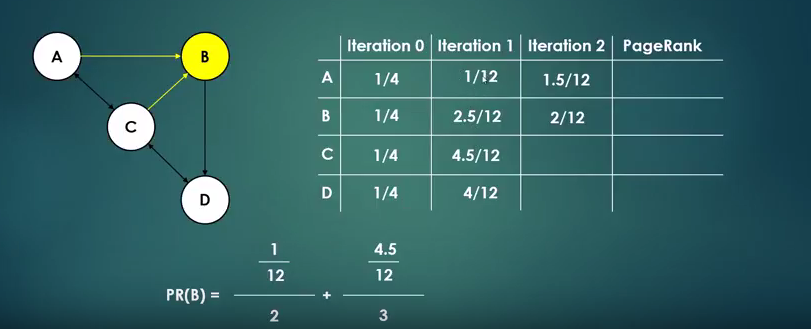 A
B
C
D
Iteration 0 Iteration 1 Iteration 2 PageRank
A 1/4 1/12 1.5/12
B 1/4 2.5/12 2/12
C 1/4 4.5/12
D 1/4 4/12
1 4.5
12 12
PR(B) = +
2 3